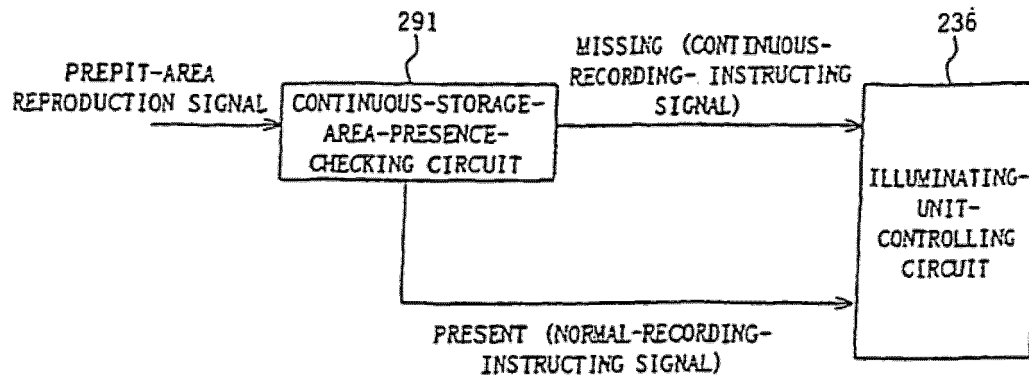 291
236
MISSING (CONTINUOUS-
RECORDING- INSTRUCTING
SIGNAL)
PREPIT-AREA
REPRODUCTION SIGNAL
CONTINUOUS-STORAGE-
AREA-PRESENCE-
CHECKING CIRCUIT
ILLUMINATING-
UNIT-
CONTROLLING
CIRCUIT
PRESENT (NORMAL-RECORDING-
INSTRUCTING SIGNAL)